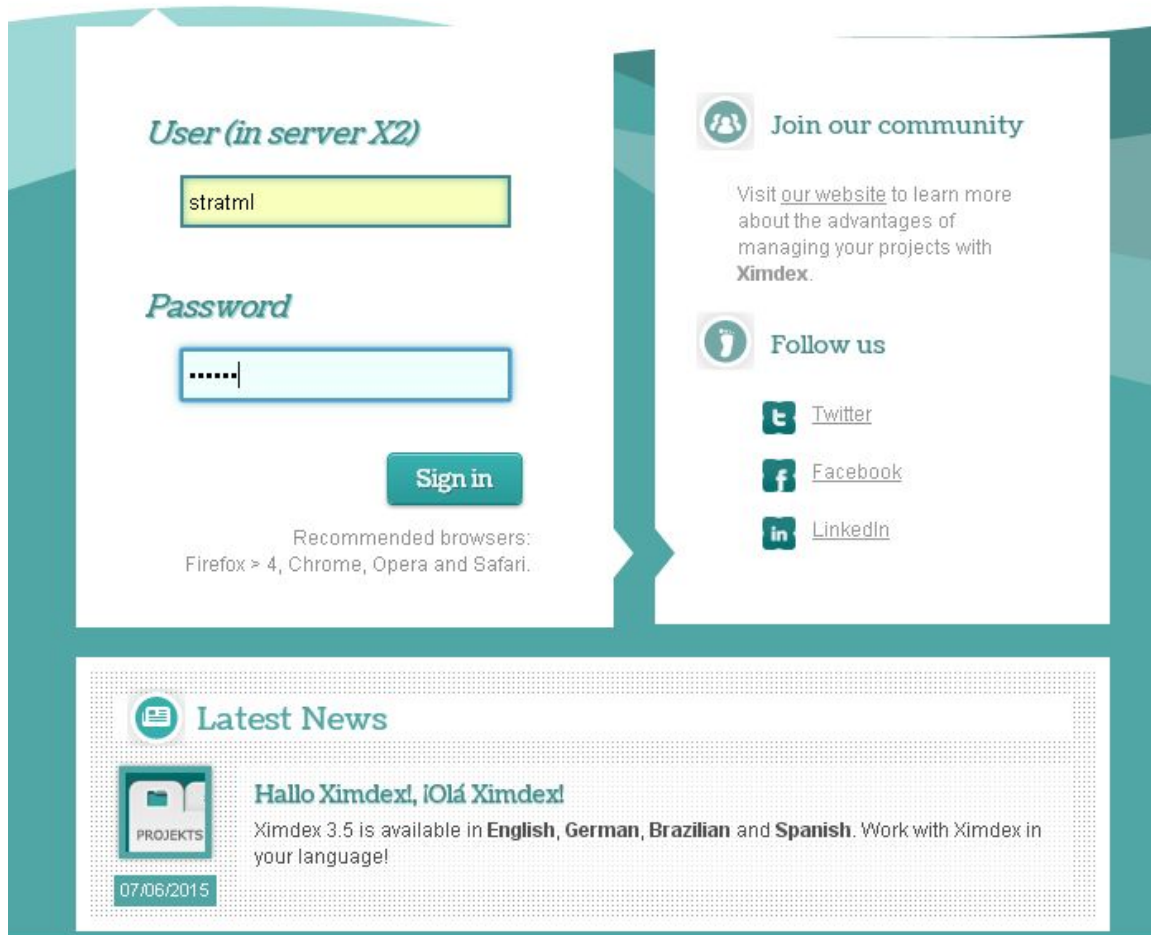 User (in server X2)
stratml
Password
••••••
Sign in
Recommended browsers:
Firefox > 4, Chrome, Opera and Safari.
Join our community
Visit our website to learn more
about the advantages of
managing your projects with
Ximdex.
Follow us
Twitter
Facebook
LinkedIn
Latest News
PROJEKTS
07/06/2015
Hallo Ximdex!, ¡Olá Ximdex!
Ximdex 3.5 is available in English, German, Brazilian and Spanish. Work with Ximdex in
your language!